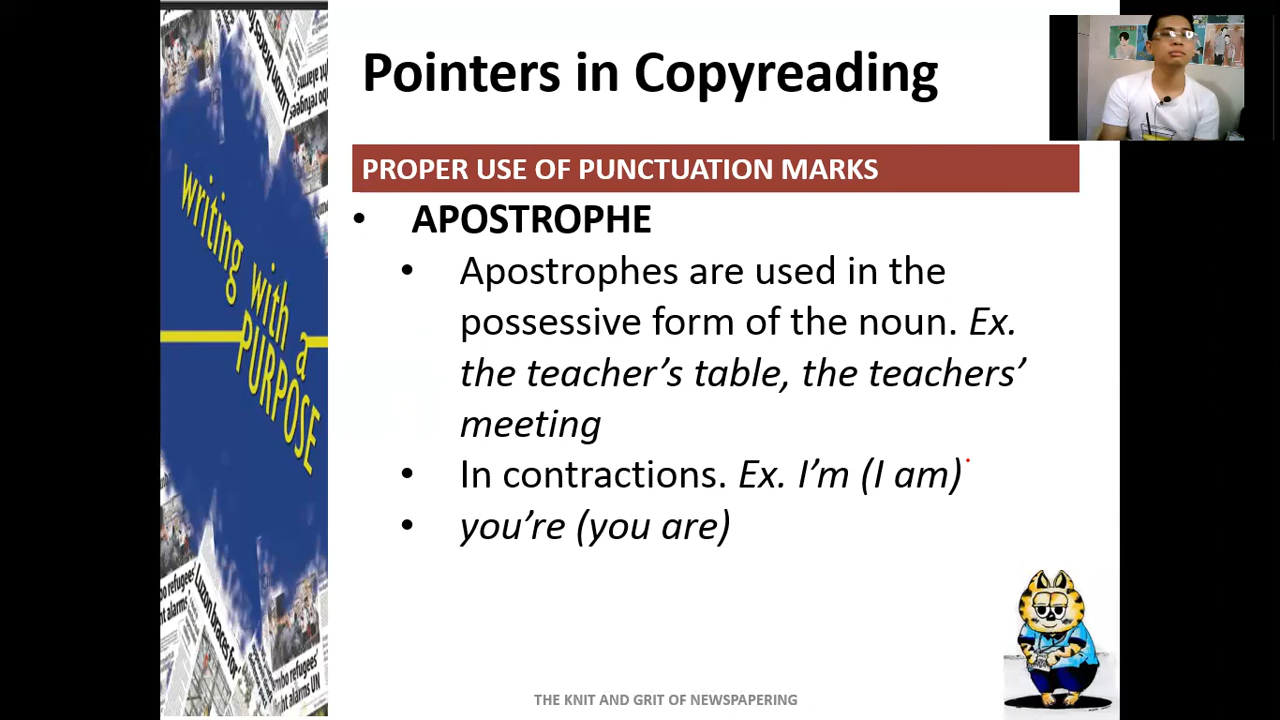 Pointers in Copyreading
PROPER USE OF PUNCTUATION MARKS
• APOSTROPHE
• Apostrophes are used in the
possessive form of the noun. Ex.
the teacher’s table, the teachers’
meeting
• In contractions. Ex. I’m (I am)
• you’re (you are)
writing with a
PURPOSE
THE KNIT AND GRIT OF NEWSPAPERING